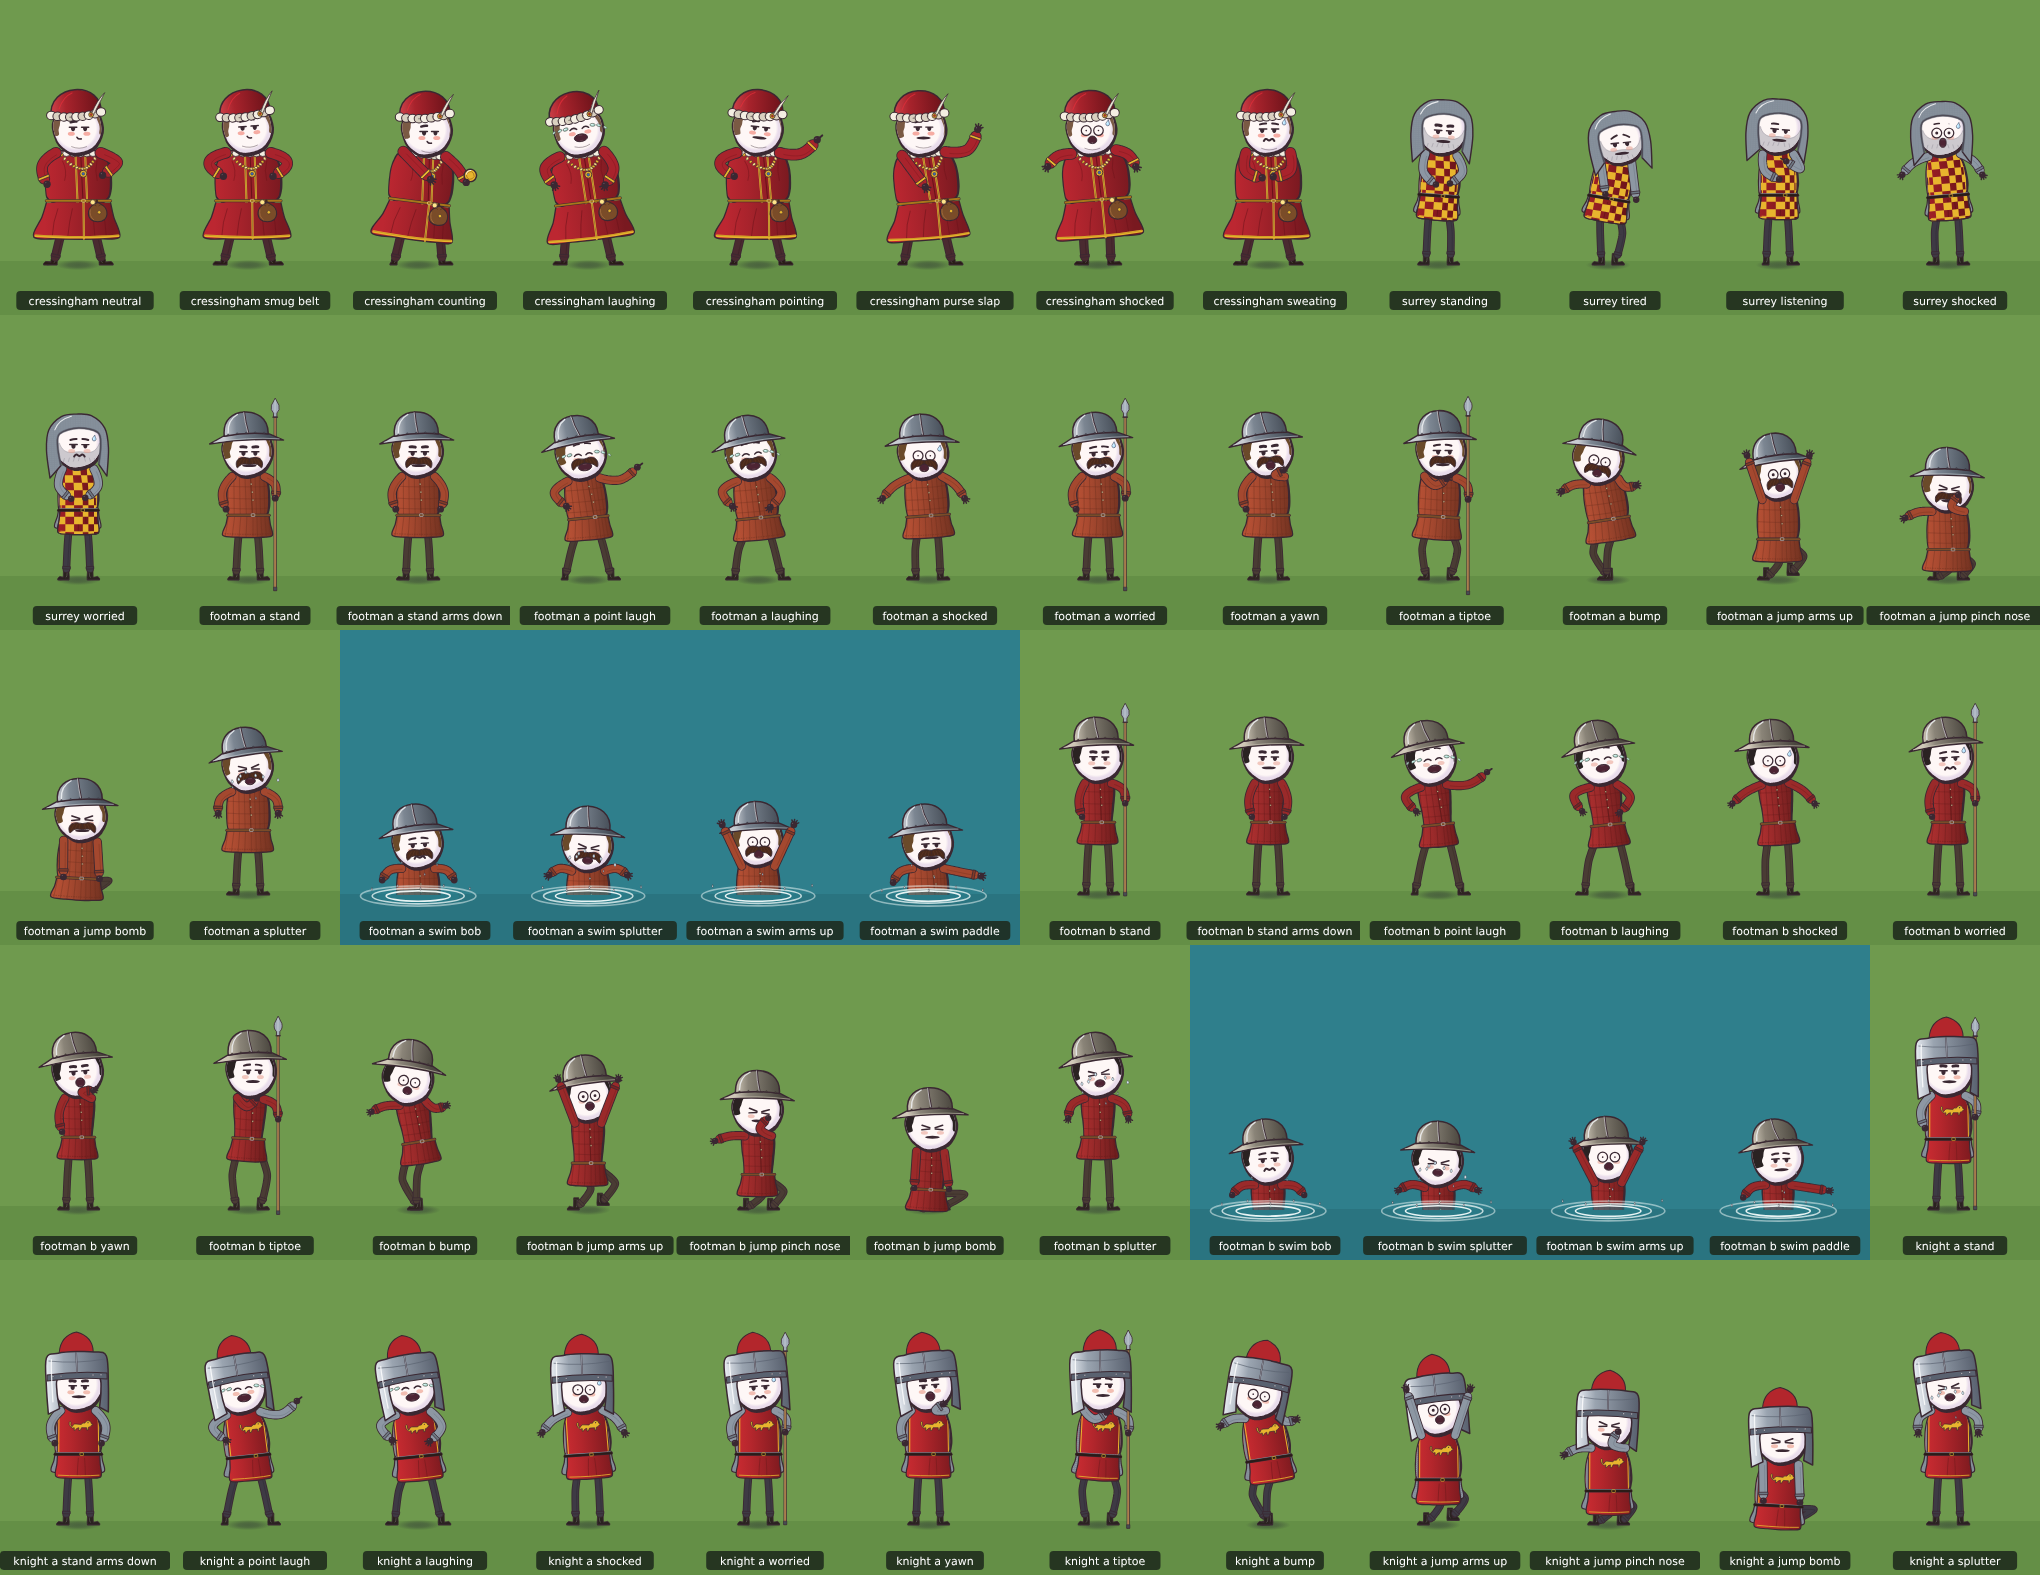 cressingham neutral
cressingham smug belt
cressingham counting
cressingham laughing
cressingham pointing
cressingham purse slap
cressingham shocked
cressingham sweating
surrey standing
surrey tired
surrey listening
surrey shocked
surrey worried
footman a stand
footman a stand arms down
footman a point laugh
footman a laughing
footman a shocked
footman a worried
footman a yawn
footman a tiptoe
footman a bump
footman a jump arms up
footman a jump pinch nose
footman a jump bomb
footman a splutter
footman a swim bob
footman a swim splutter
footman a swim arms up
footman a swim paddle
footman b stand
footman b stand arms down
footman b point laugh
footman b laughing
footman b shocked
footman b worried
footman b yawn
footman b tiptoe
footman b bump
footman b jump arms up
footman b jump pinch nose
footman b jump bomb
footman b splutter
footman b swim bob
footman b swim splutter
footman b swim arms up
footman b swim paddle
knight a stand
knight a stand arms down
knight a point laugh
knight a laughing
knight a shocked
knight a worried
knight a yawn
knight a tiptoe
knight a bump
knight a jump arms up
knight a jump pinch nose
knight a jump bomb
knight a splutter